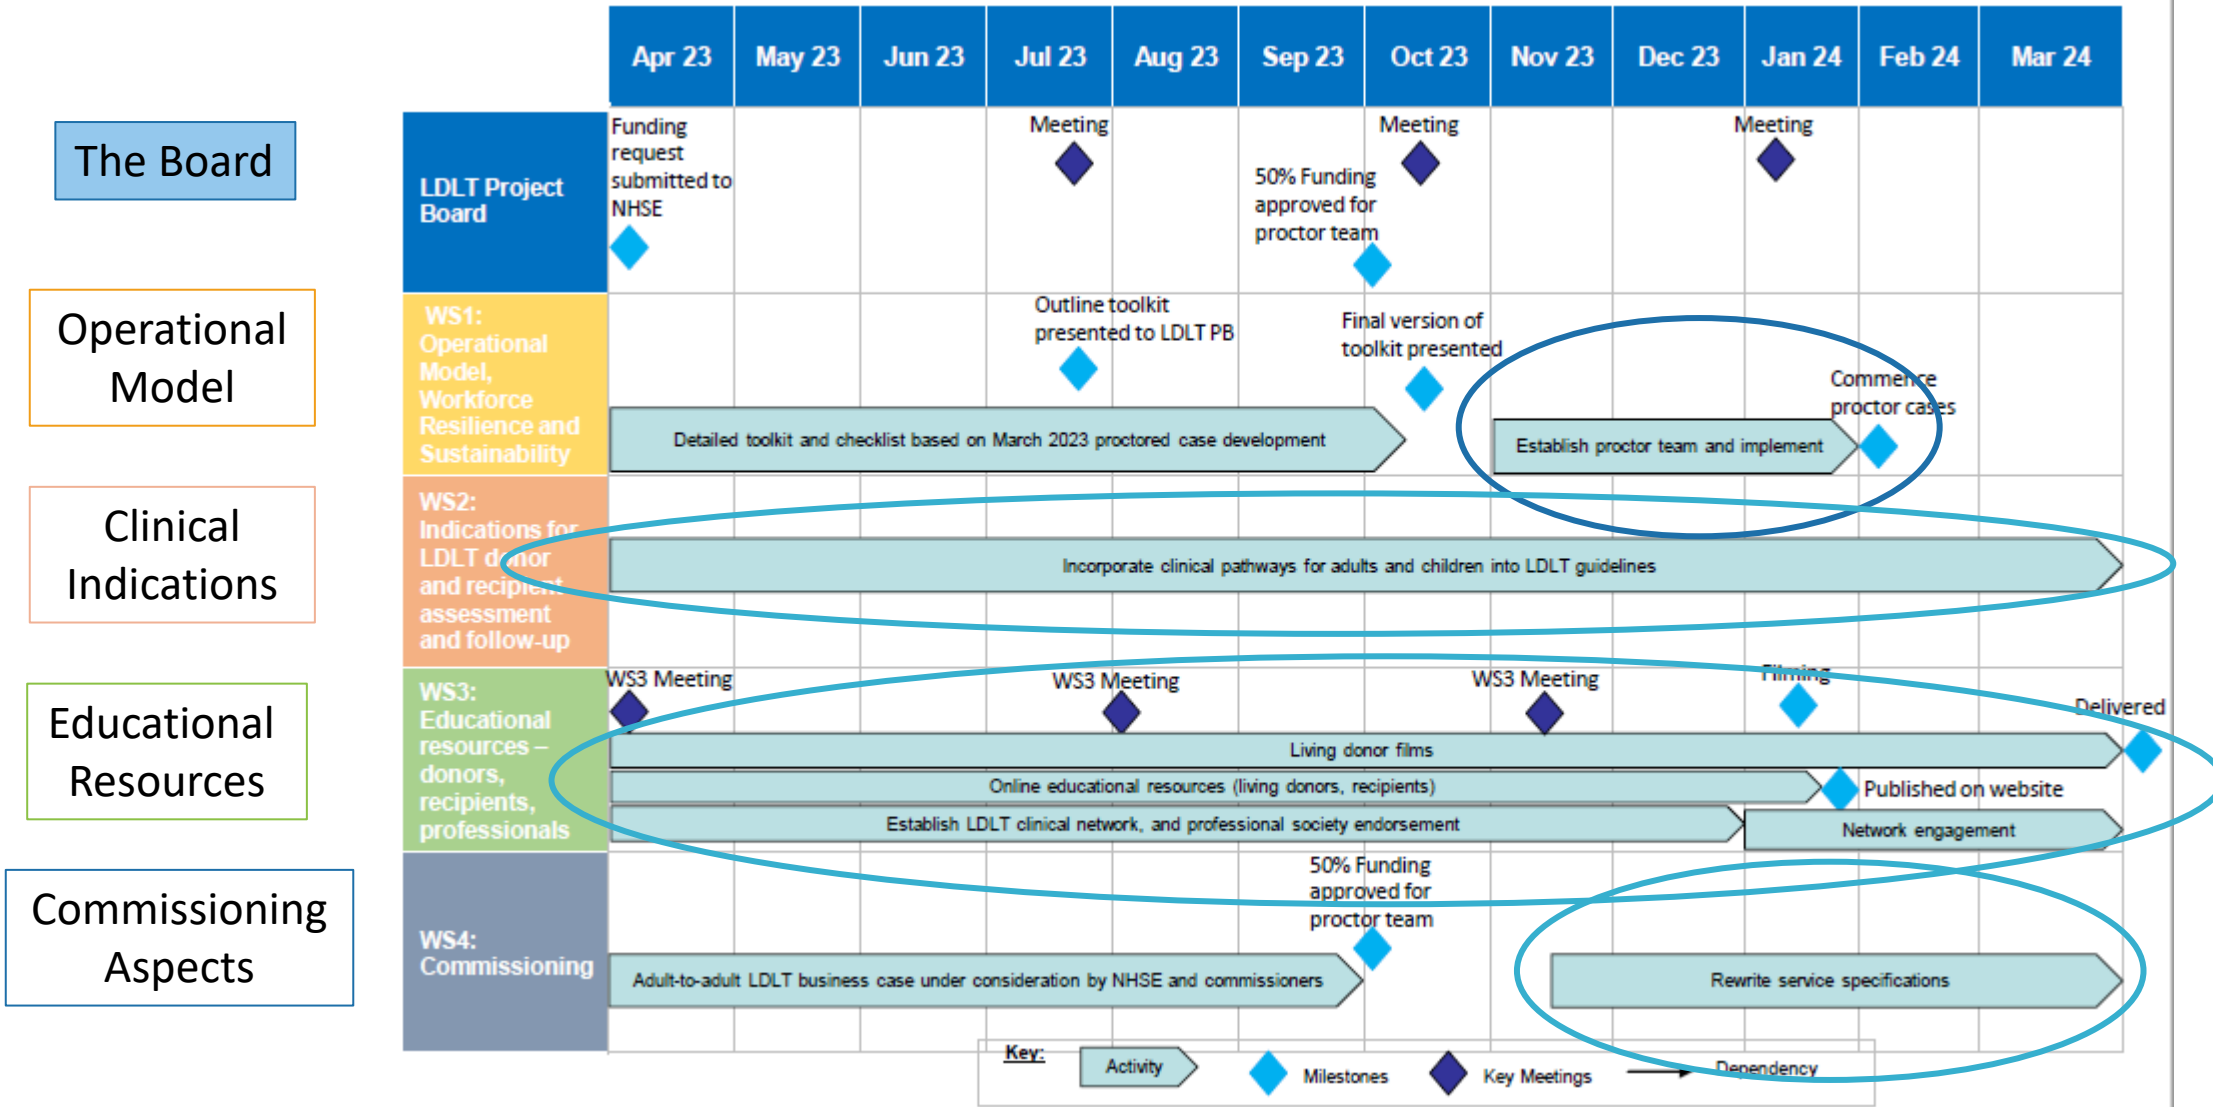 Apr 23
May 23
Jun 23
Jul 23
Aug 23
Sep 23
Oct 23
Nov 23
Dec 23
Jan 24
Feb 24
Mar 24
The Board
LDLT Project
Board
Funding
request
submitted to
NHSE
Meeting
50% Funding
approved for
proctor team
Meeting
Meeting
Operational
Model
WS1:
Operational
Model,
Workforce
Resilience and
Sustainability
Outline toolkit
presented to LDLT PB
Final version of
toolkit presented
Commence
proctor cases
Detailed toolkit and checklist based on March 2023 proctored case development
Establish proctor team and implement
Clinical
Indications
WS2:
Indications for
LDLT donor
and recipient
assessment
and follow-up
Incorporate clinical pathways for adults and children into LDLT guidelines
Educational
Resources
WS3:
Educational
resources –
donors,
recipients,
professionals
WS3 Meeting
WS3 Meeting
WS3 Meeting
Filming
Delivered
Living donor films
Online educational resources (living donors, recipients)
Published on website
Establish LDLT clinical network, and professional society endorsement
Network engagement
Commissioning
Aspects
WS4:
Commissioning
50% Funding
approved for
proctor team
Adult-to-adult LDLT business case under consideration by NHSE and commissioners
Rewrite service specifications
Key:
Activity
Milestones
Key Meetings
Dependency